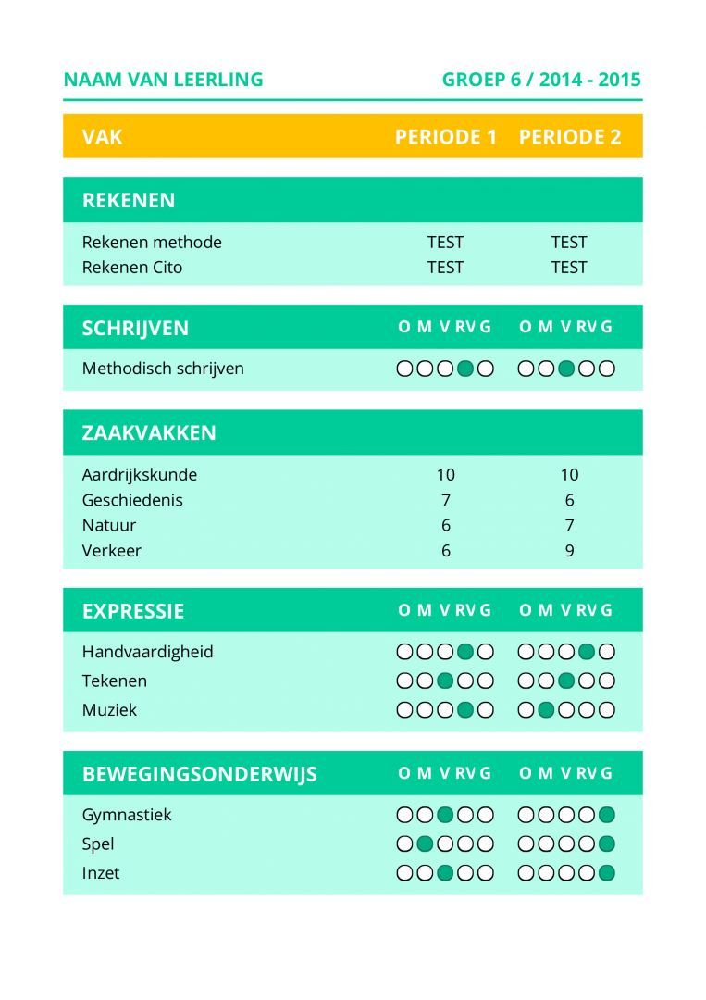 NAAM VAN LEERLING GROEP 6 / 2014 - 2015
VAK PERIODE 1 PERIODE 2
REKENEN
Rekenen methode TEST TEST
Rekenen Cito TEST TEST
SCHRIJVEN O M V RV G O M V RV G
Methodisch schrijven
ZAAKVAKKEN
Aardrijkskunde 10 10
Geschiedenis 7 6
Natuur 6 7
Verkeer 6 9
EXPRESSIE O M V RV G O M V RV G
Handvaardigheid
Tekenen
Muziek
BEWEGINGSONDERWIJS O M V RV G O M V RV G
Gymnastiek
Spel
Inzet